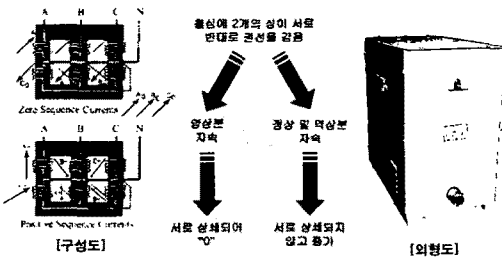 A B C N
Zero Sequence Currents
A B C N
Positive Sequence Currents
[구성도]
철심에 2개의 상이 서로
반대로 권선을 감음
영상분
자속
정상 및 역상분
자속
서로 상쇄되어
"0"
서로 상쇄되지
않고 증가
[외형도]